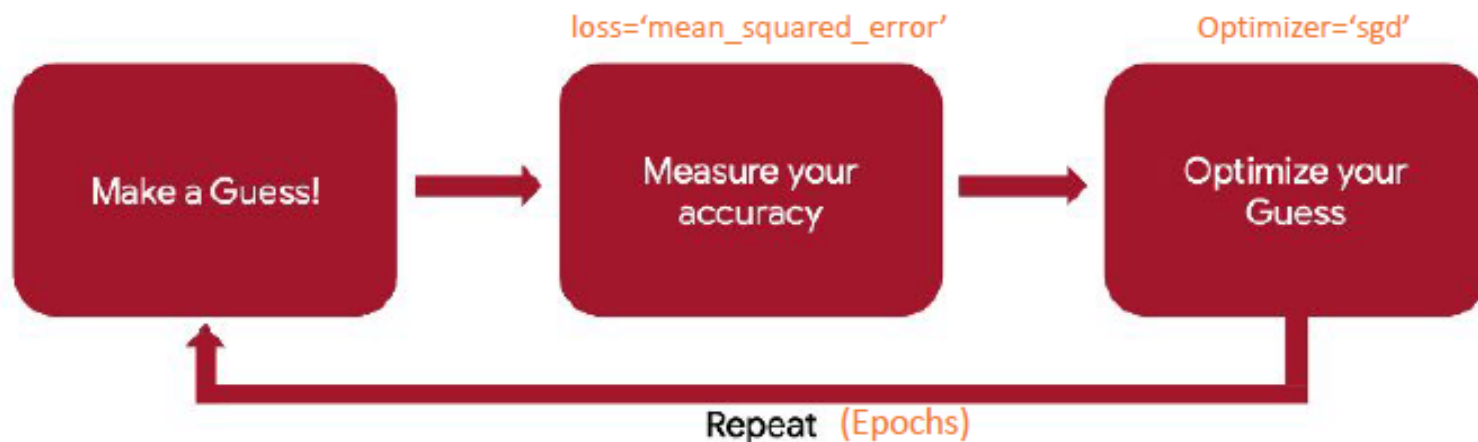 loss=‘mean_squared_error’
Optimizer=‘sgd’
Make a Guess!
Measure your
accuracy
Optimize your
Guess
Repeat (Epochs)